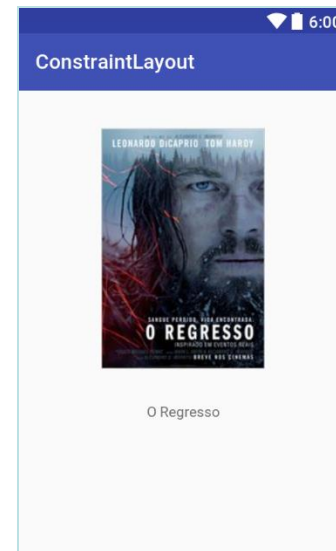 6:00
ConstraintLayout
LEONARDO DiCAPRIO TOM HARDY
SANGUE PERDIDO. VIDA ENCONTRADA.
O REGRESSO
INSPIRADO EM EVENTOS REAIS
BREVE NOS CINEMAS
O Regresso